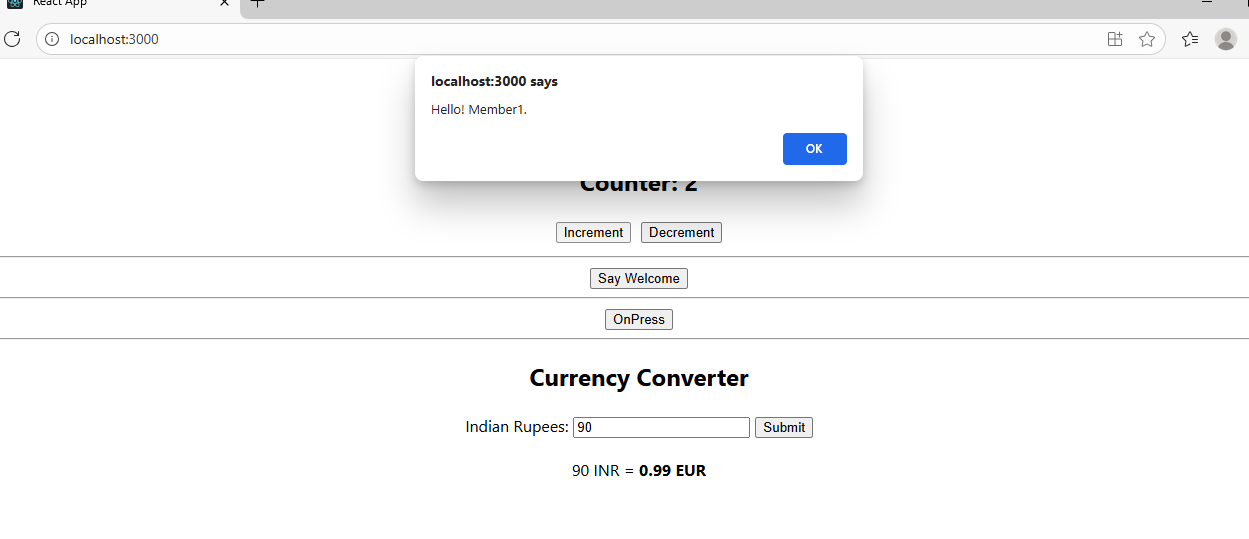 React App
localhost:3000
localhost:3000 says
Hello! Member1.
OK
Counter: 2
Increment Decrement
Say Welcome
OnPress
Currency Converter
Indian Rupees: 90 Submit
90 INR = 0.99 EUR